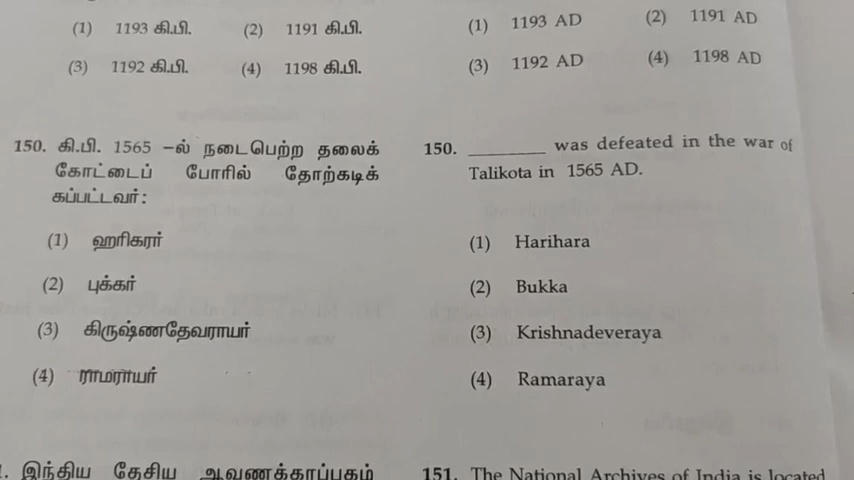 (1) 1193 கி.பி. (2) 1191 கி.பி.
(3) 1192 கி.பி. (4) 1198 கி.பி.
150. கி.பி. 1565 –ல் நடைபெற்ற தலைக்
கோட்டைப் போரில் தோற்கடிக்
கப்பட்டவர் :
(1) ஹரிகரர்
(2) புக்கர்
(3) கிருஷ்ணதேவராயர்
(4) ராமராயர்
இந்திய தேசிய ஆவணக்காப்பகம்
(1) 1193 AD (2) 1191 AD
(3) 1192 AD (4) 1198 AD
150. ________ was defeated in the war of
Talikota in 1565 AD.
(1) Harihara
(2) Bukka
(3) Krishnadeveraya
(4) Ramaraya
151. The National Archives of India is located